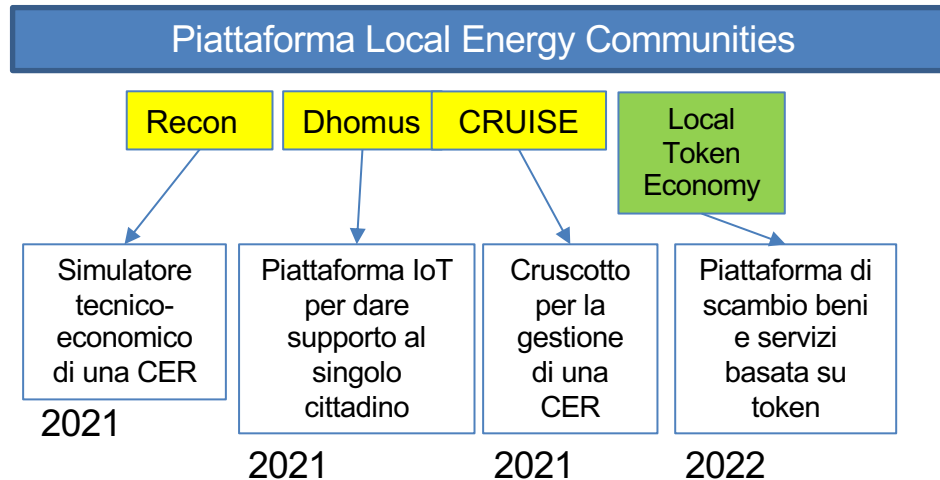 Piattaforma Local Energy Communities
Recon
Dhomus
CRUISE
Local
Token
Economy
Simulatore
tecnico-
economico
di una CER
Piattaforma IoT
per dare
supporto al
singolo
cittadino
Cruscotto
per la
gestione
di una
CER
Piattaforma di
scambio beni
e servizi
basata su
token
2021
2021
2021
2022